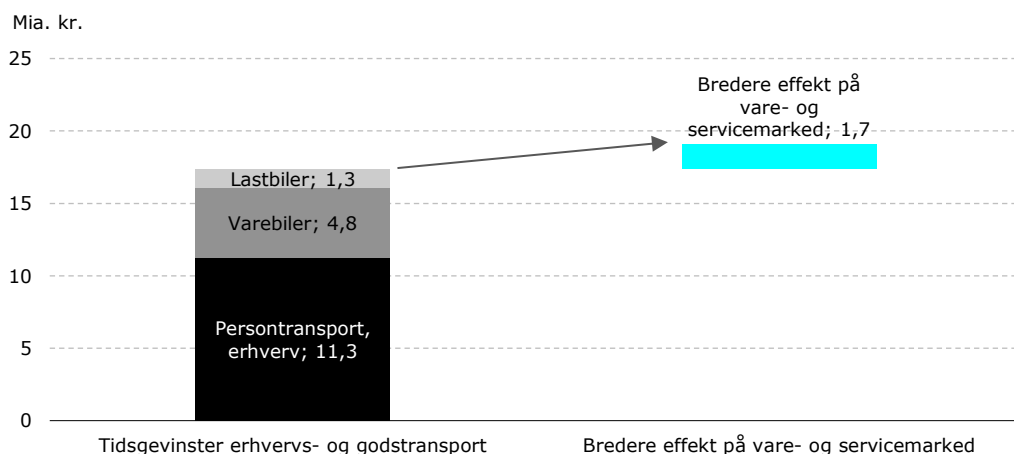 Mia. kr.
25
20
15
10
5
0
Lastbiler; 1,3
Varebiler; 4,8
Persontransport,
erhverv; 11,3
Bredere effekt på
vare- og
servicemarked; 1,7
Tidsgevinster erhvervs- og godstransport
Bredere effekt på vare- og servicemarked